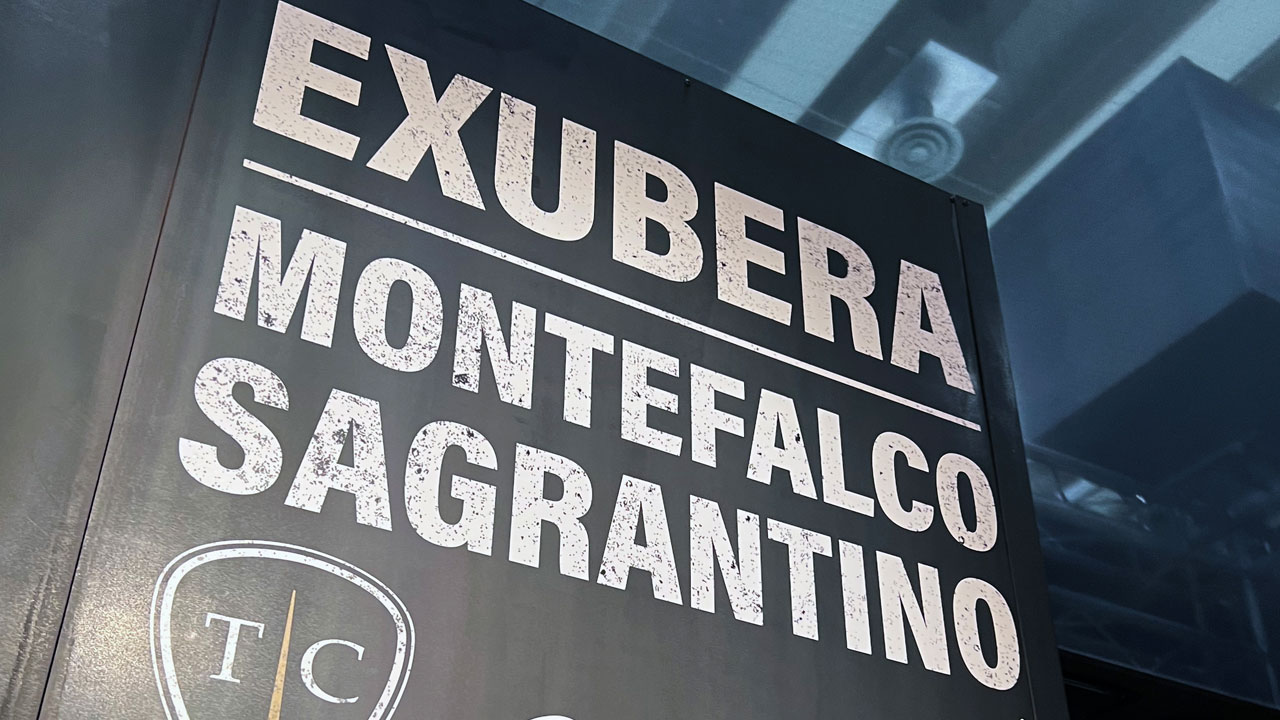 EXUBERA
MONTEFALCO
SAGRANTINO
T C